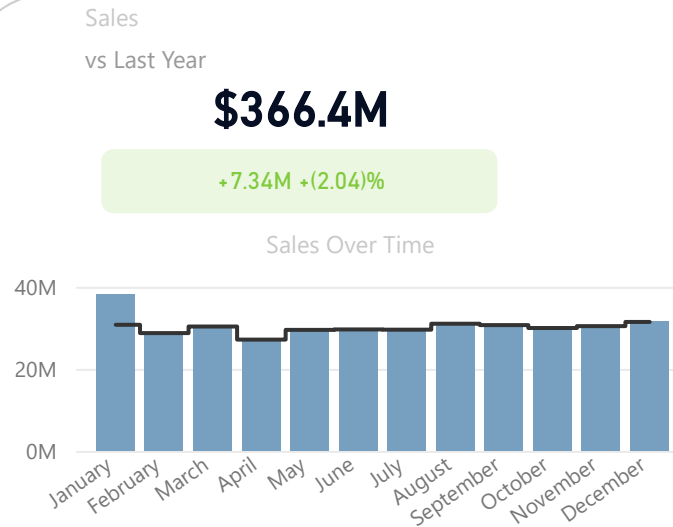 Sales
vs Last Year
$366.4M
+7.34M +(2.04)%
Sales Over Time
40M
20M
0M
January
February
March
April
May
June
July
August
September
October
November
December